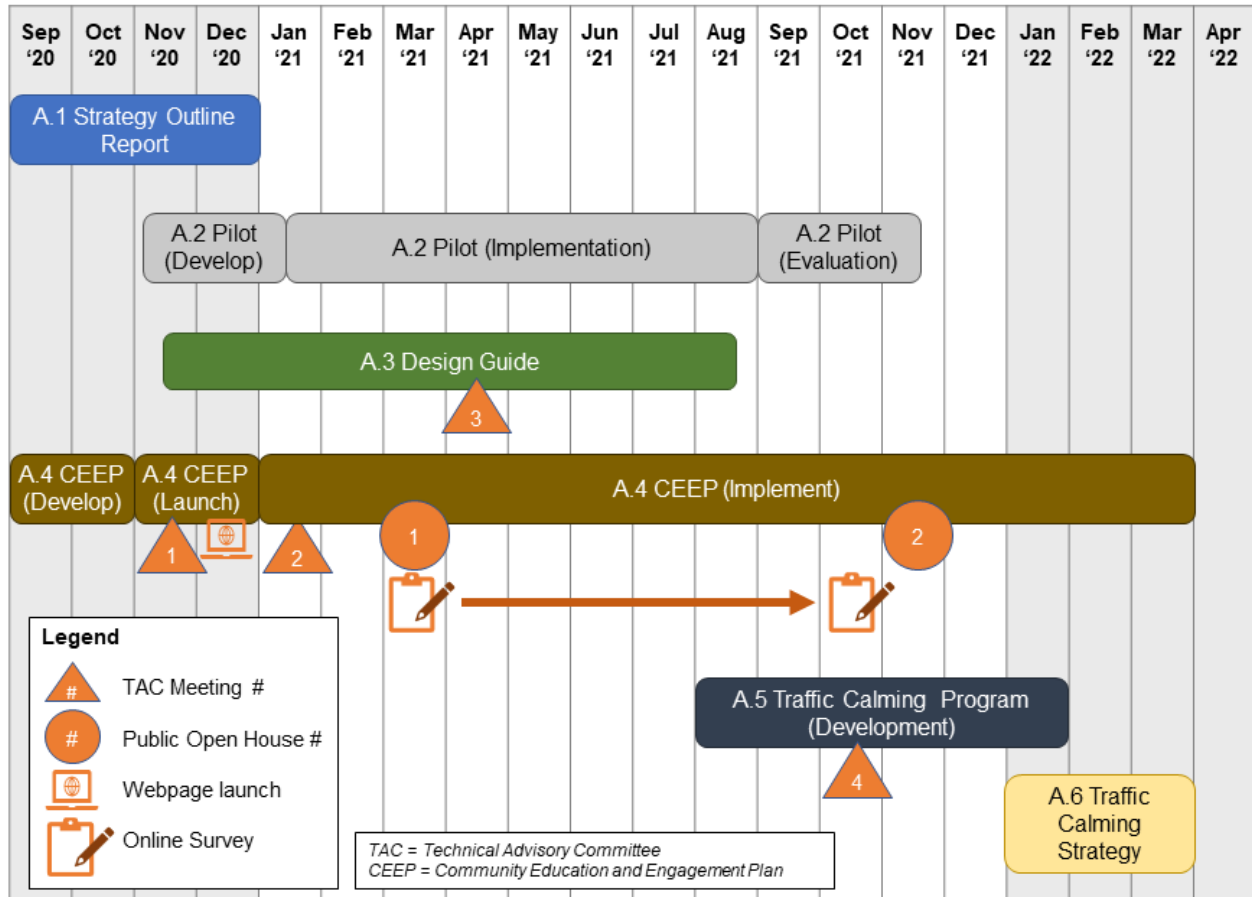 Sep Oct Nov Dec Jan Feb Mar Apr May Jun Jul Aug Sep Oct Nov Dec Jan Feb Mar Apr
‘20 ‘20 ‘20 ‘20 ‘21 ‘21 ‘21 ‘21 ‘21 ‘21 ‘21 ‘21 ‘21 ‘21 ‘21 ‘21 ‘22 ‘22 ‘22 ‘22
A.1 Strategy Outline
Report
A.2 Pilot
(Develop)
A.2 Pilot (Implementation)
A.2 Pilot
(Evaluation)
A.3 Design Guide
3
A.4 CEEP
(Develop)
A.4 CEEP
(Launch)
A.4 CEEP (Implement)
1
2
1
2
A.5 Traffic Calming Program
(Development)
4
A.6 Traffic
Calming
Strategy
Legend
# TAC Meeting #
# Public Open House #
Webpage launch
Online Survey
TAC = Technical Advisory Committee
CEEP = Community Education and Engagement Plan